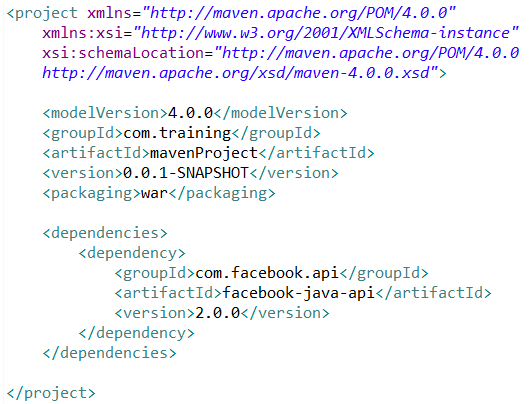 <project xmlns="http://maven.apache.org/POM/4.0.0"
xmlns:xsi="http://www.w3.org/2001/XMLSchema-instance"
xsi:schemaLocation="http://maven.apache.org/POM/4.0.0
http://maven.apache.org/xsd/maven-4.0.0.xsd">
<modelVersion>4.0.0</modelVersion>
<groupId>com.training</groupId>
<artifactId>mavenProject</artifactId>
<version>0.0.1-SNAPSHOT</version>
<packaging>war</packaging>
<dependencies>
<dependency>
<groupId>com.facebook.api</groupId>
<artifactId>facebook-java-api</artifactId>
<version>2.0.0</version>
</dependency>
</dependencies>
</project>